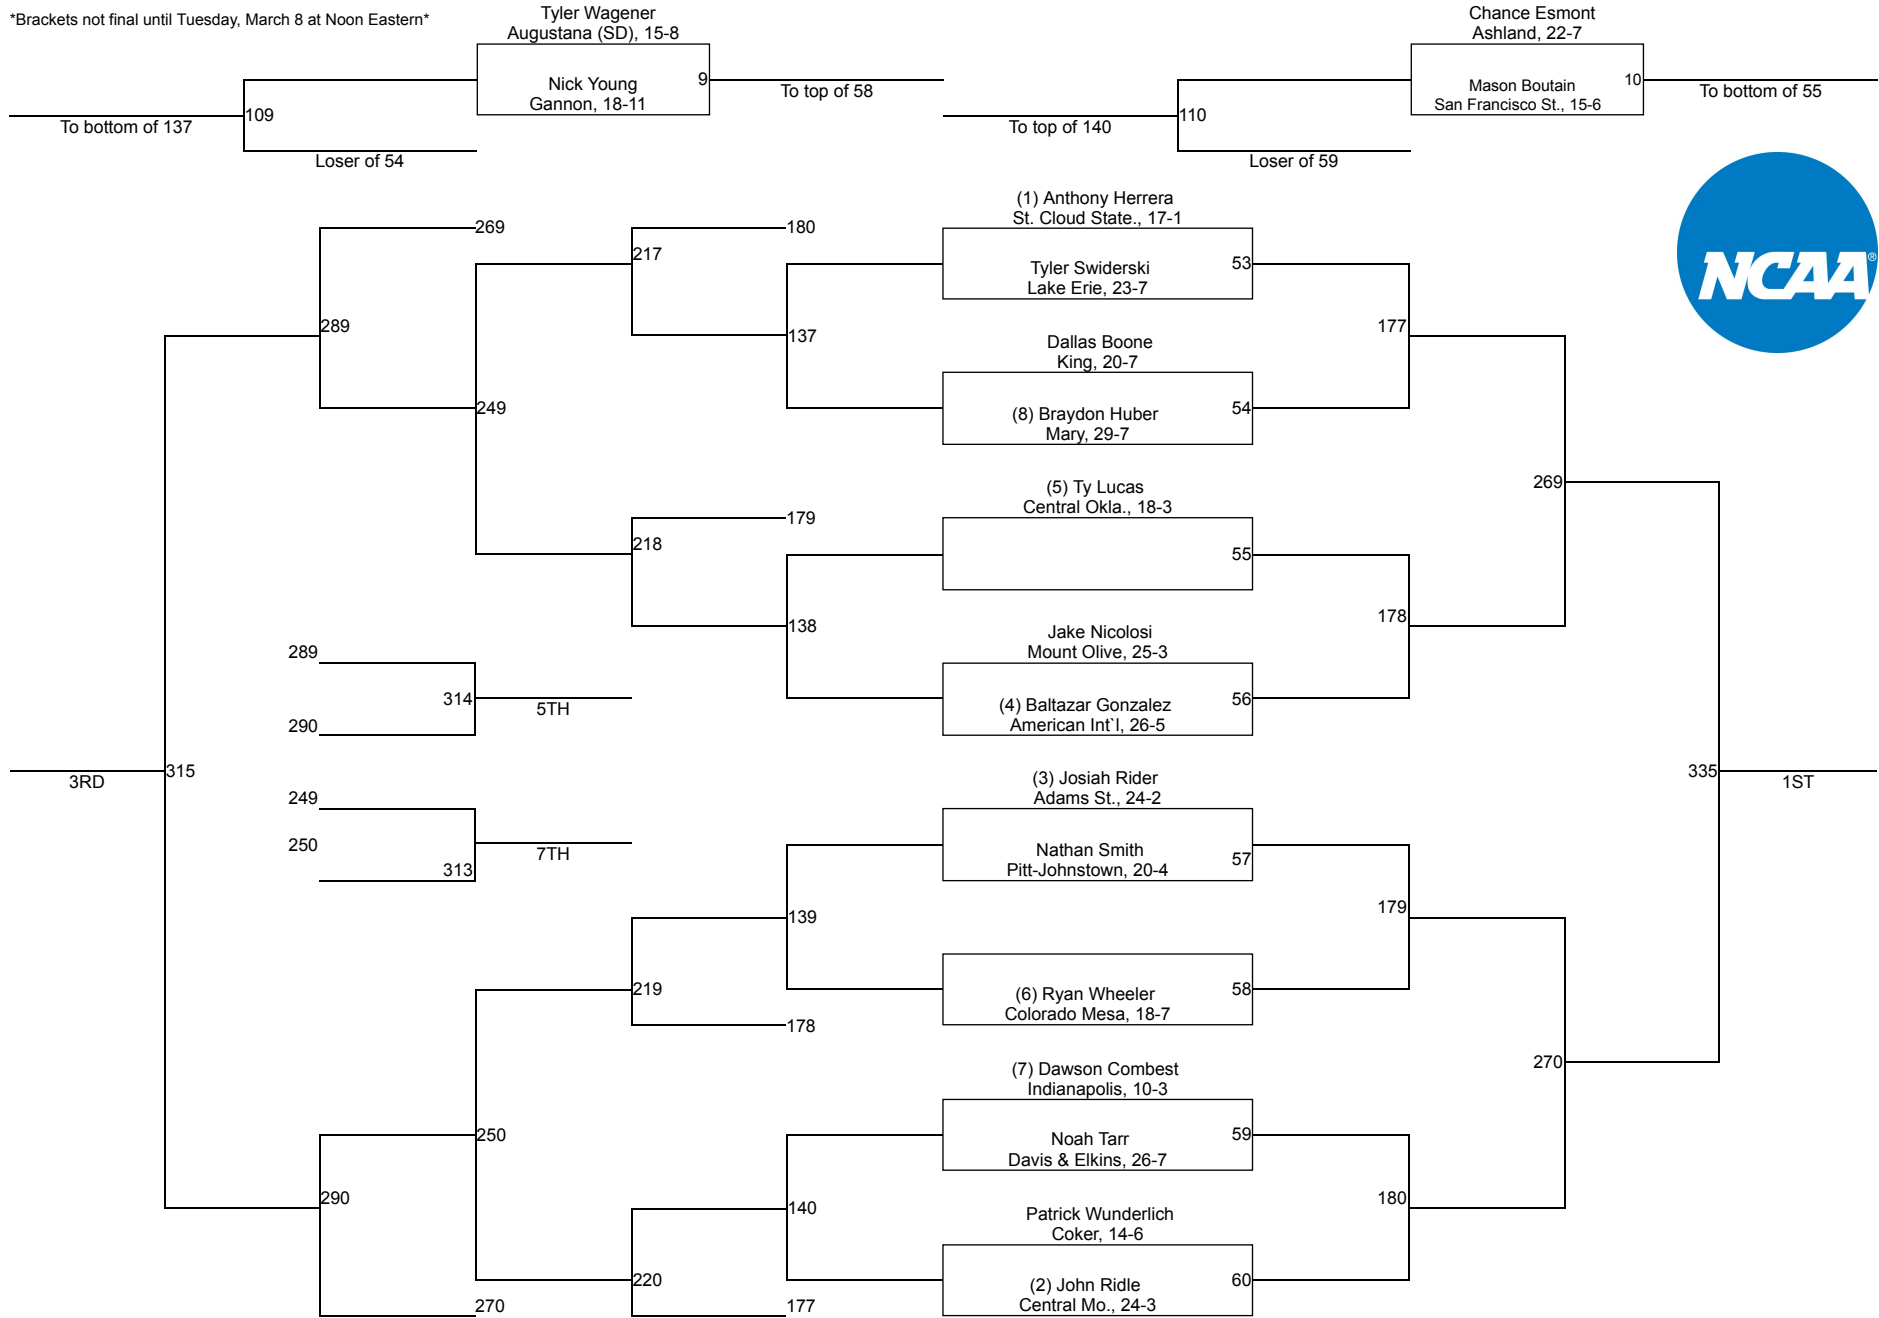 *Brackets not final until Tuesday, March 8 at Noon Eastern*
Tyler Wagener
Augustana (SD), 15-8
Nick Young
Gannon, 18-11
9
To top of 58
109
To bottom of 137
Loser of 54
Chance Esmont
Ashland, 22-7
Mason Boutain
San Francisco St., 15-6
10
To bottom of 55
110
To top of 140
Loser of 59
NCAA®
(1) Anthony Herrera
St. Cloud State., 17-1
Tyler Swiderski
Lake Erie, 23-7
53
Dallas Boone
King, 20-7
(8) Braydon Huber
Mary, 29-7
54
(5) Ty Lucas
Central Okla., 18-3
55
Jake Nicolosi
Mount Olive, 25-3
(4) Baltazar Gonzalez
American Int`l, 26-5
56
(3) Josiah Rider
Adams St., 24-2
Nathan Smith
Pitt-Johnstown, 20-4
57
(6) Ryan Wheeler
Colorado Mesa, 18-7
58
(7) Dawson Combest
Indianapolis, 10-3
Noah Tarr
Davis & Elkins, 26-7
59
Patrick Wunderlich
Coker, 14-6
(2) John Ridle
Central Mo., 24-3
60
177
178
179
180
269
270
335
1ST
180
137
179
138
139
178
140
177
217
218
219
220
269
249
250
270
289
290
315
3RD
289
290
314
5TH
249
250
313
7TH